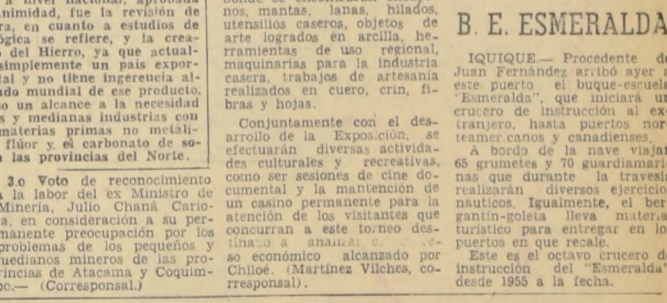 a nivel nacional, aprobada
animidad, fue la revisión de
ra, en cuanto a estudios de
ógica se refiere, y la crea-
del Hierro, ya que actual-
simplemente un país expor-
tal y no tiene ingerencia al-
do mundial de ese producto,
o un alcance a la necesidad
s y medianas industrias con
materias primas no metali-
flúor y. el carbonato de so-
a las provincias del Norte.
3.o Voto de reconocimiento
a la labor del ex Ministro de
Minería, Julio Chaná Cario-
a, en consideración a su per-
manente preocupación por los
problemas de los pequeños y
medianos mineros de las pro-
vincias de Atacama y Coquim-
bo.— (Corresponsal.)
nos, mantas, lanas, hilados,
utensilios caseros, objetos de
arte logrados en arcilla, he-
rramientas de uso regional,
maquinarias para la industria
casera, trabajos de artesanía
realizados en cuero, crin, fi-
bras y hojas.
Conjuntamente con el des-
arrollo de la Exposición, se
efectuarán diversas activida-
des culturales y recreativas,
como ser sesiones de cine do-
cumental y la mantención de
un casino permanente para la
atención de los visitantes que
concurran a este torneo des-
tinado a
so económico alcanzado por
Chiloé. (Martínez Vilches, co-
rresponsal).
B. E. ESMERALDA
IQUIQUE.— Procedente de
Juan Fernández arribó ayer a
este puerto el buque-escuela
"Esmeralda", que iniciará un
crucero de instrucción al ex-
tranjero, hasta puertos nor-
teamericanos y canadienses.
A bordo de la nave viajan
65 grumetes y 70 guardiamari-
nas que durante la travesía
realizarán diversos ejercicios
náuticos. Igualmente, el ber-
gantín-goleta lleva material
turístico para entregar en los
puertos en que recale.
Este es el octavo crucero de
instrucción del "Esmeralda"
desde 1955 a la fecha.